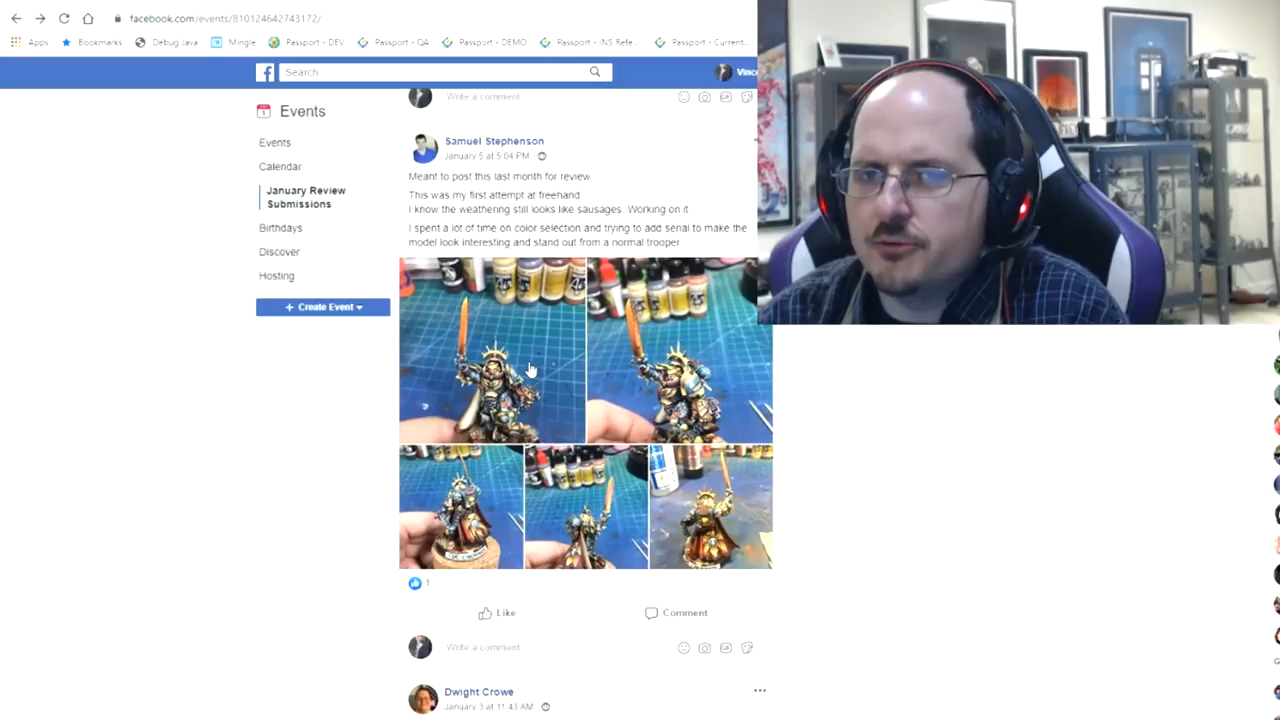 facebook.com/events/810124642743172/
Apps Bookmarks Debug Java Mingle Passport - DEV Passport - QA Passport - DEMO Passport - INS Refe... Passport - Current...
Search
Vince
Events
Write a comment
Events
Calendar
January Review
Submissions
Birthdays
Discover
Hosting
+ Create Event
Samuel Stephenson
January 5 at 5:04 PM
Meant to post this last month for review
This was my first attempt at freehand
I know the weathering still looks like sausages. Working on it
I spent a lot of time on color selection and trying to add serial to make the
model look interesting and stand out from a normal trooper
1
Like Comment
Write a comment
Dwight Crowe
January 3 at 11:43 AM